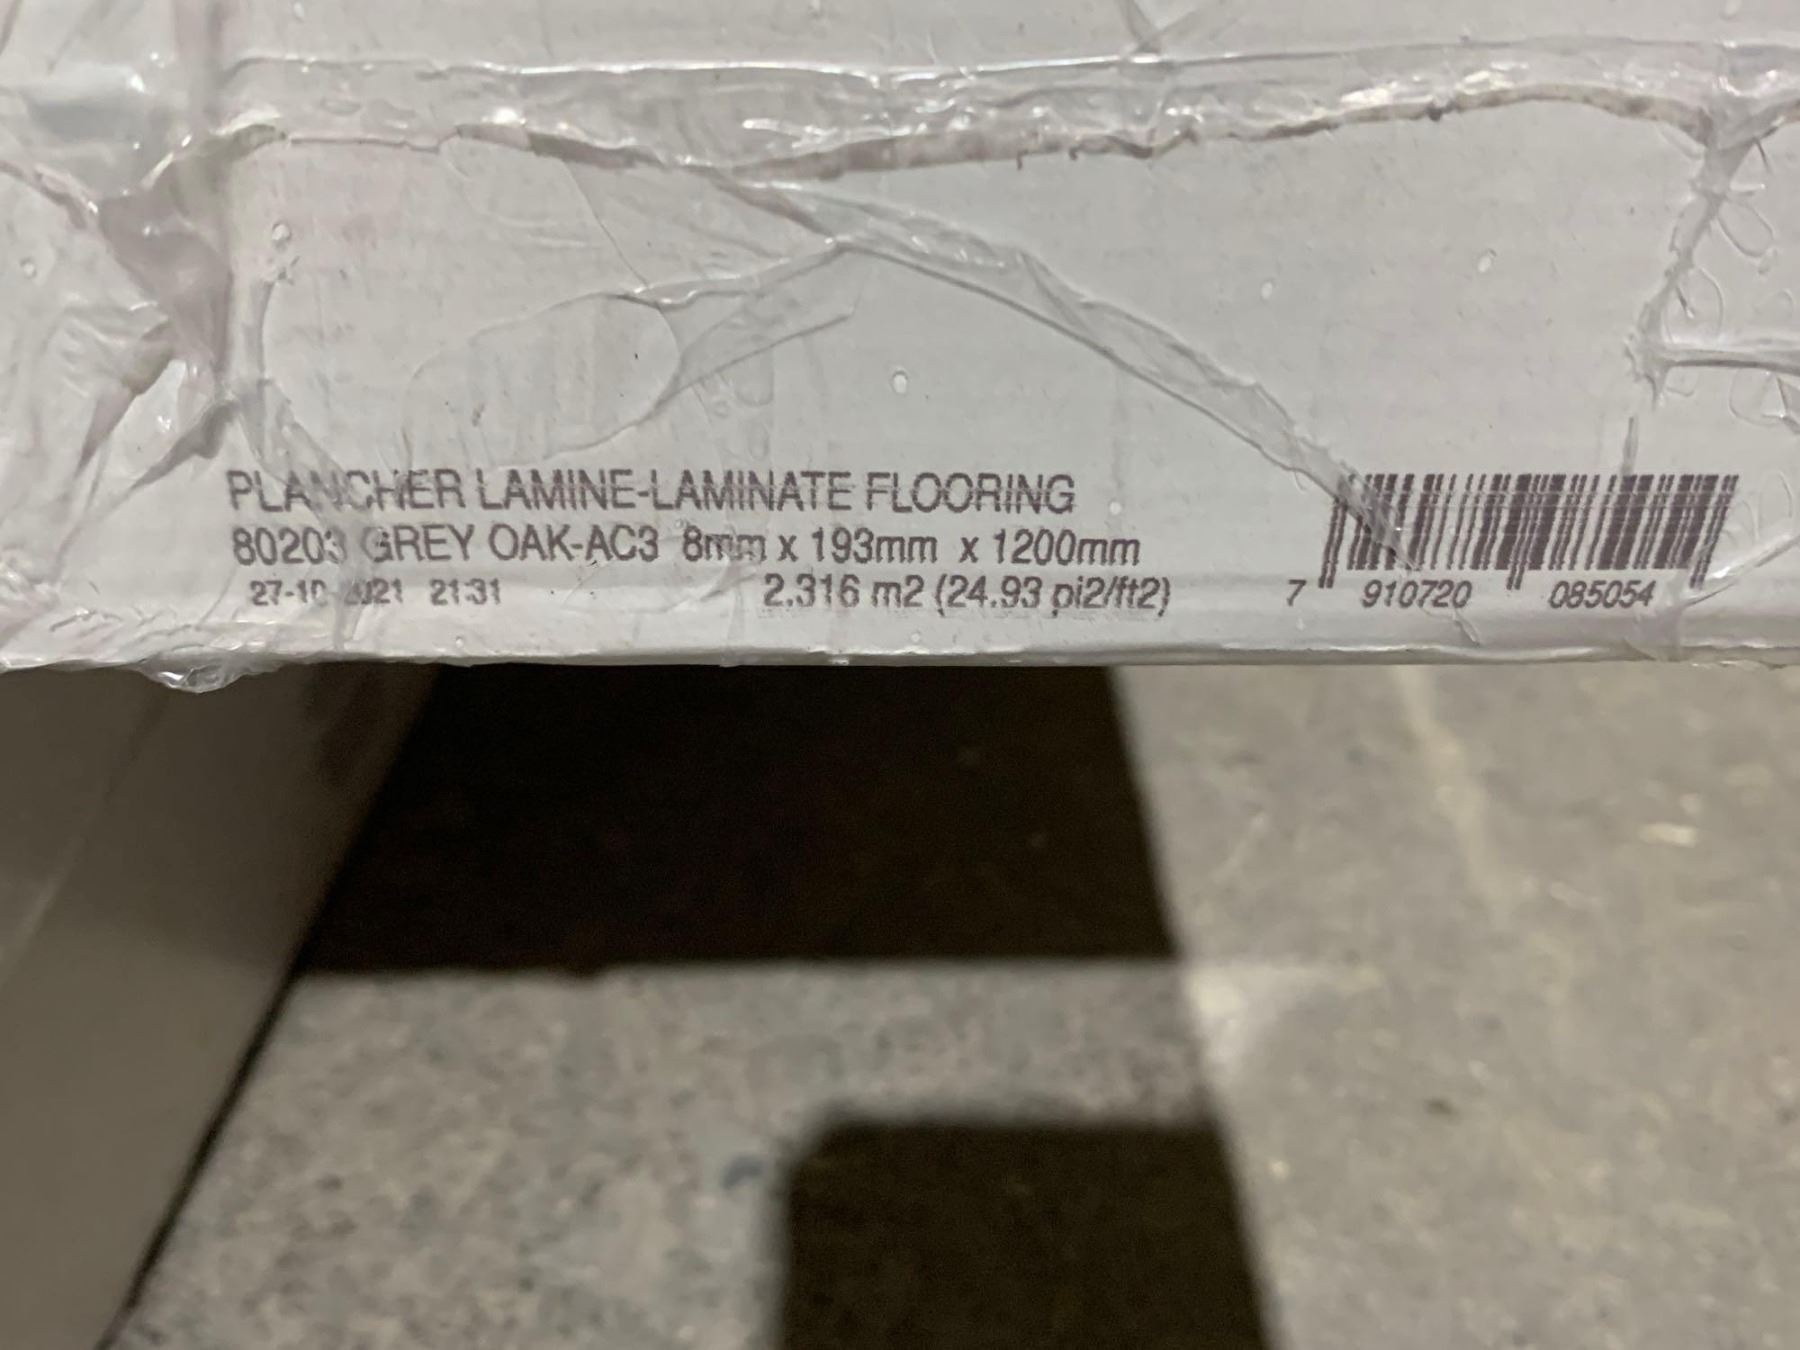 PLANCHER LAMINE-LAMINATE FLOORING
80203 GREY OAK-AC3 8mm x 193mm x 1200mm
27-10-2021 21:31 2.316 m2 (24.93 pi2/ft2)
7 910720 085054